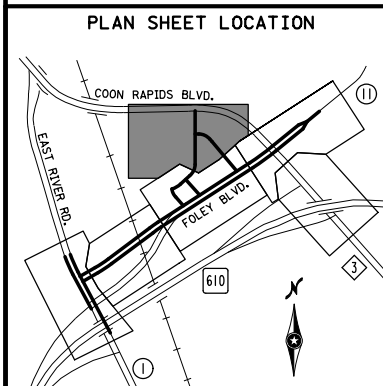 PLAN SHEET LOCATION
COON RAPIDS BLVD.
11
EAST RIVER RD.
FOLEY BLVD.
610
3
N
1